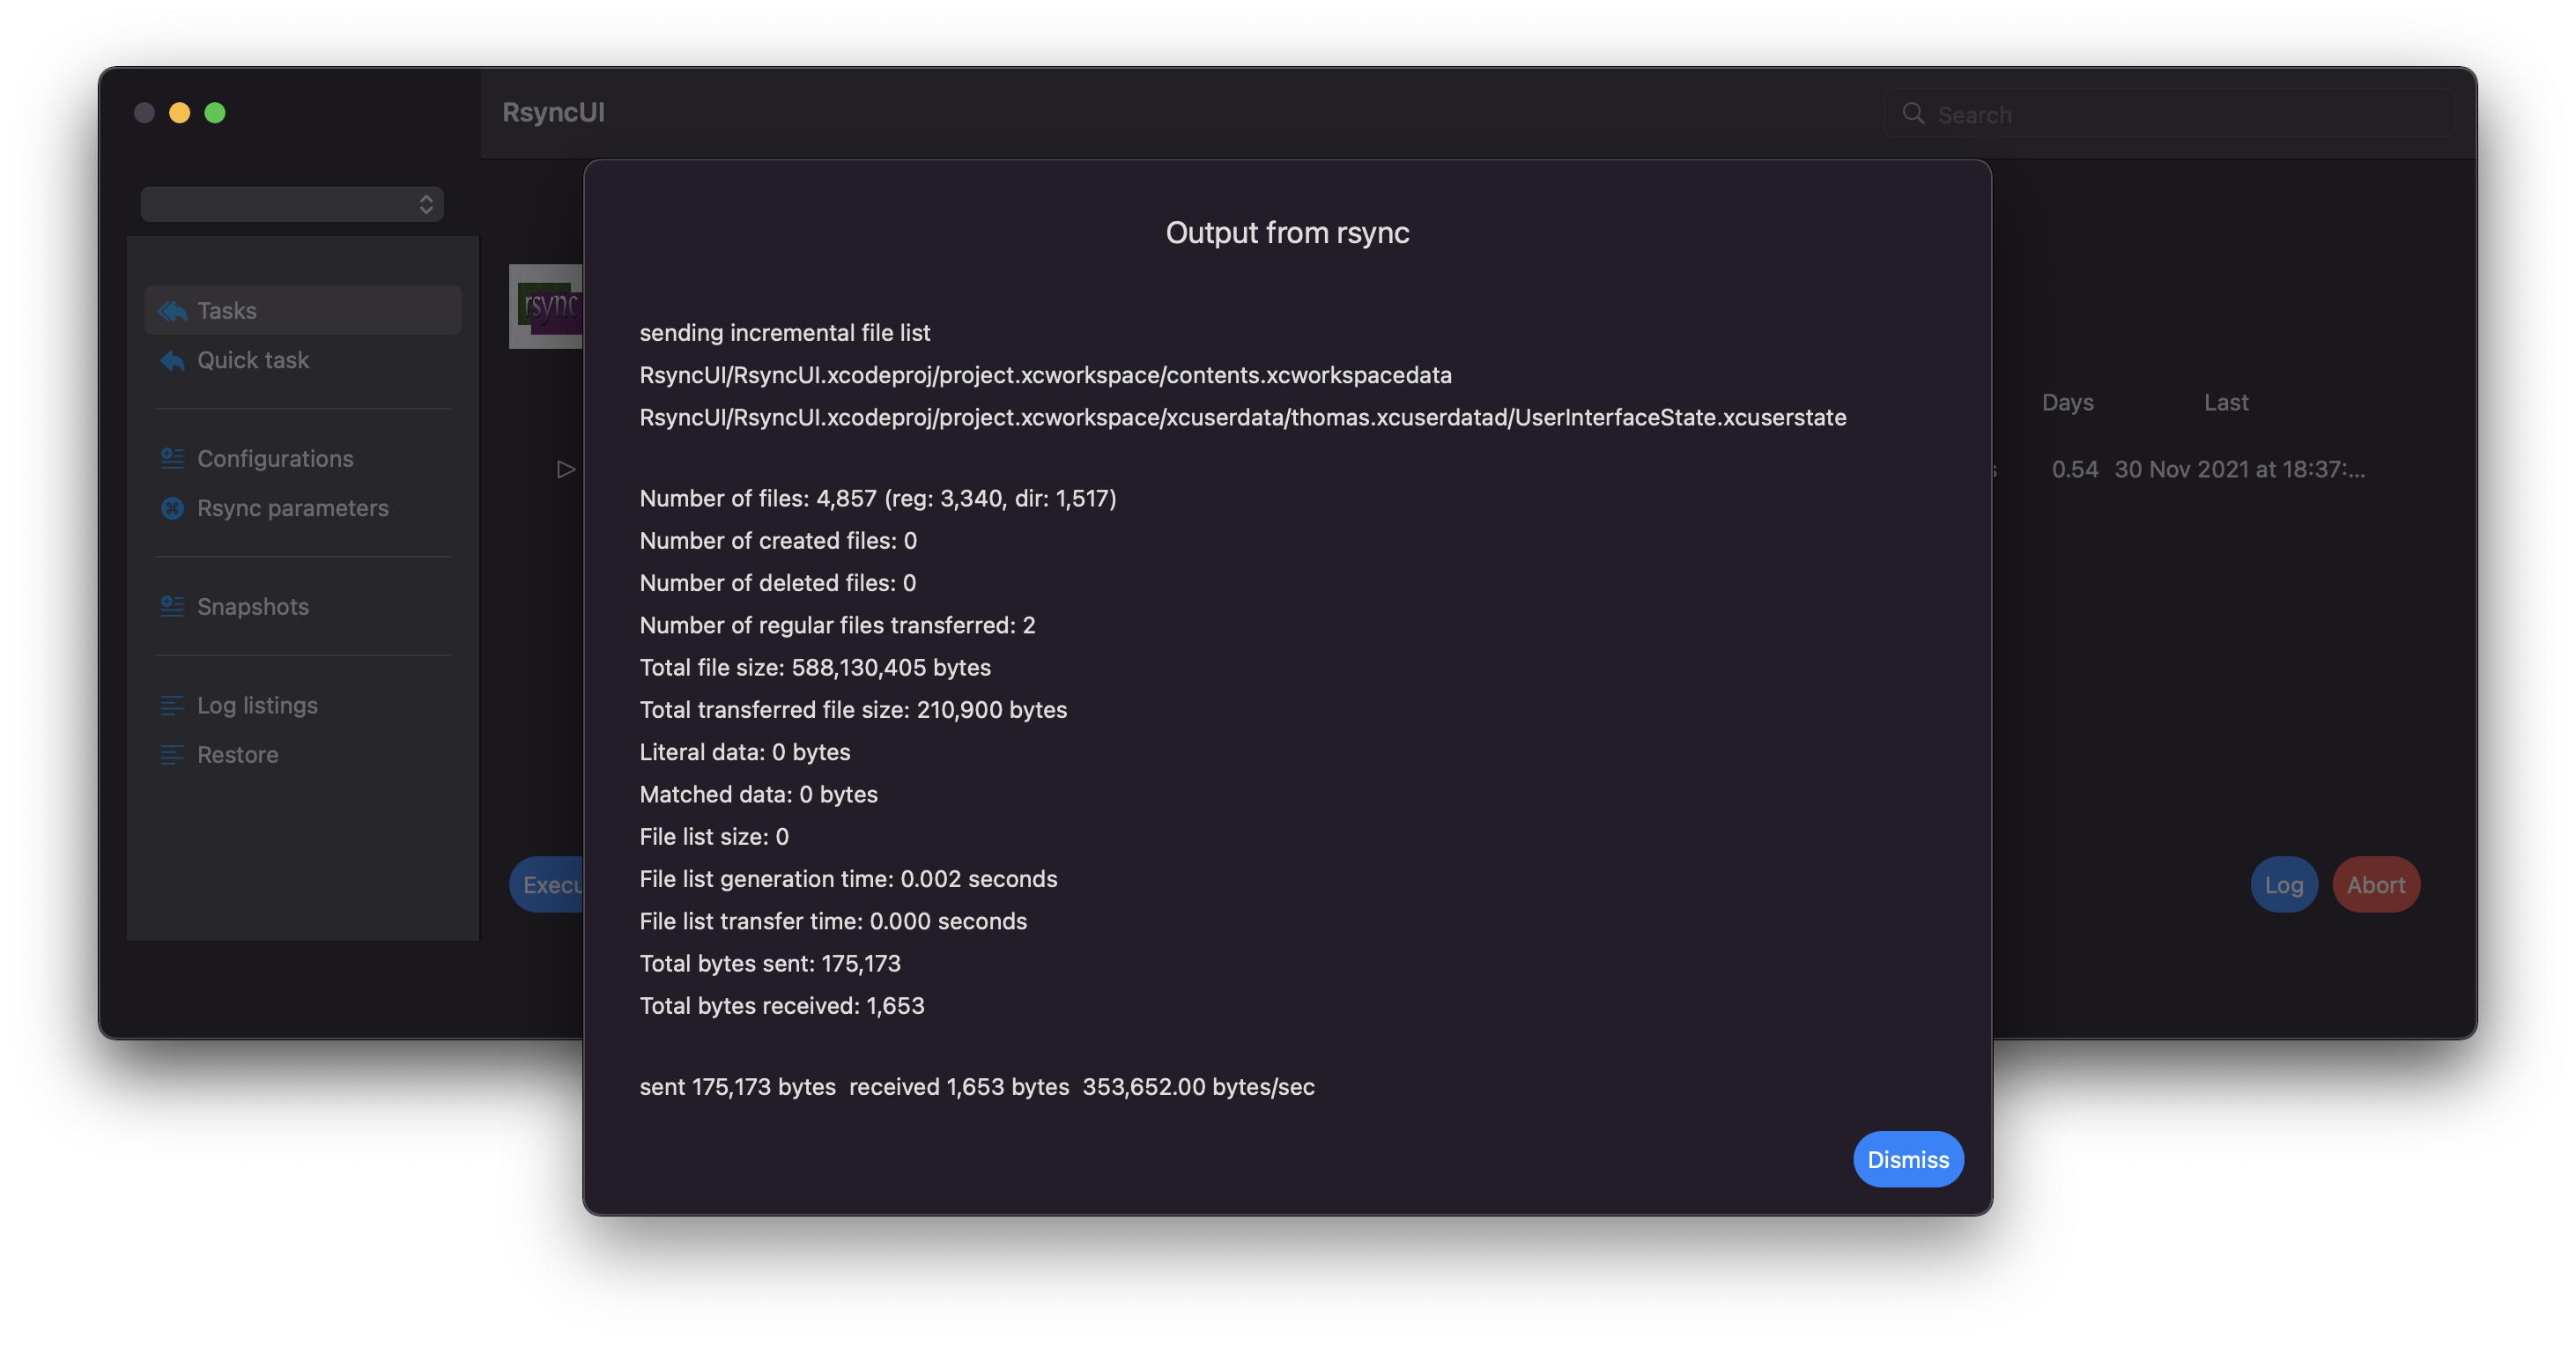 RsyncUI
Search
Tasks
Quick task
Configurations
Rsync parameters
Snapshots
Log listings
Restore
rsync
Days Last
0.54 30 Nov 2021 at 18:37:...
Log Abort
Output from rsync
sending incremental file list
RsyncUI/RsyncUI.xcodeproj/project.xcworkspace/contents.xcworkspacedata
RsyncUI/RsyncUI.xcodeproj/project.xcworkspace/xcuserdata/thomas.xcuserdatad/UserInterfaceState.xcuserstate
Number of files: 4,857 (reg: 3,340, dir: 1,517)
Number of created files: 0
Number of deleted files: 0
Number of regular files transferred: 2
Total file size: 588,130,405 bytes
Total transferred file size: 210,900 bytes
Literal data: 0 bytes
Matched data: 0 bytes
File list size: 0
File list generation time: 0.002 seconds
File list transfer time: 0.000 seconds
Total bytes sent: 175,173
Total bytes received: 1,653
sent 175,173 bytes  received 1,653 bytes  353,652.00 bytes/sec
Dismiss